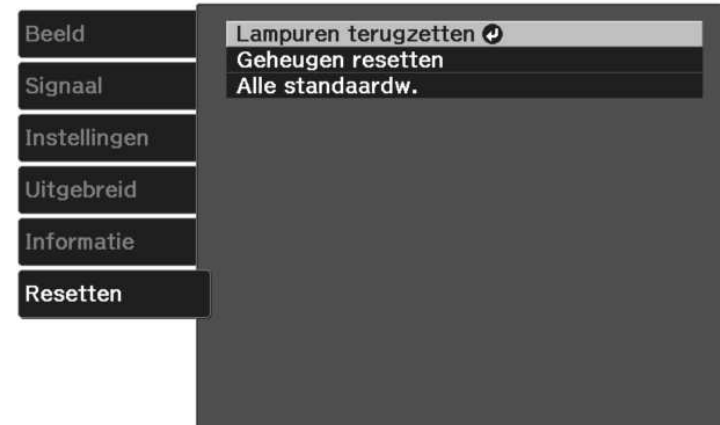 Beeld
Signaal
Instellingen
Uitgebreid
Informatie
Resetten
Lampuren terugzetten
Geheugen resetten
Alle standaardw.